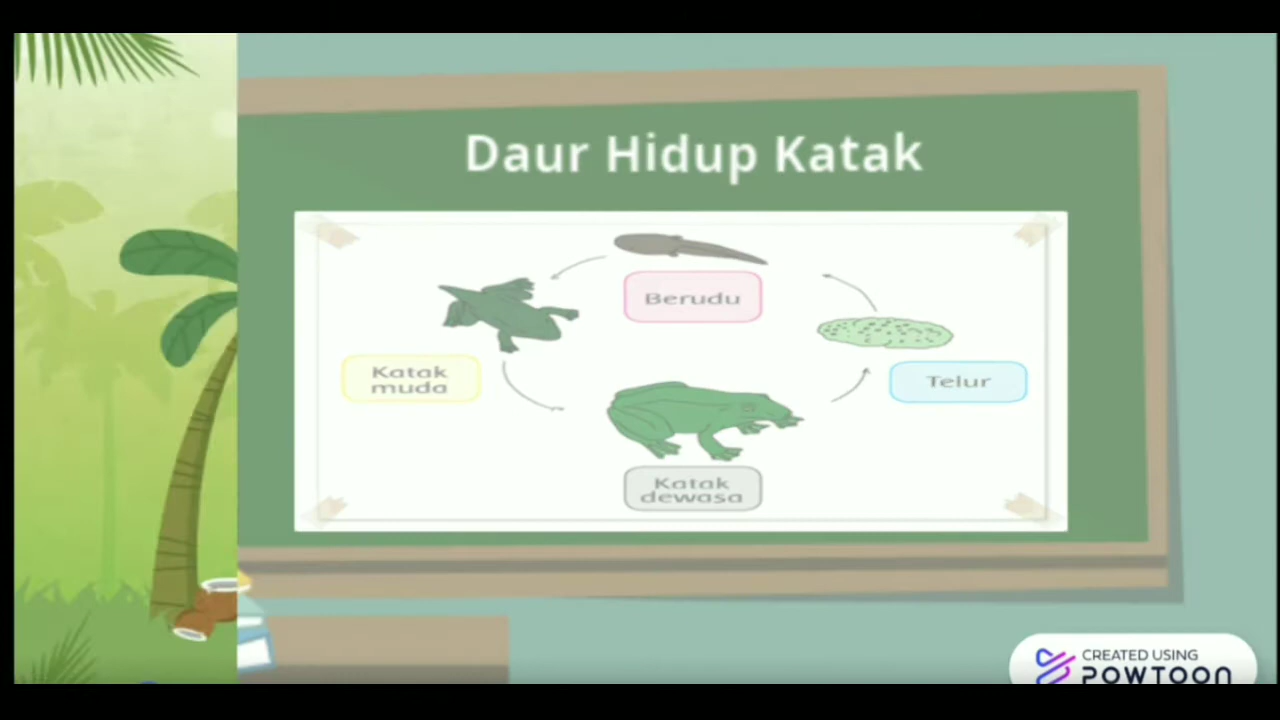 Daur Hidup Katak
Berudu
Katak
muda
Telur
Katak
dewasa
CREATED USING
POWTOON